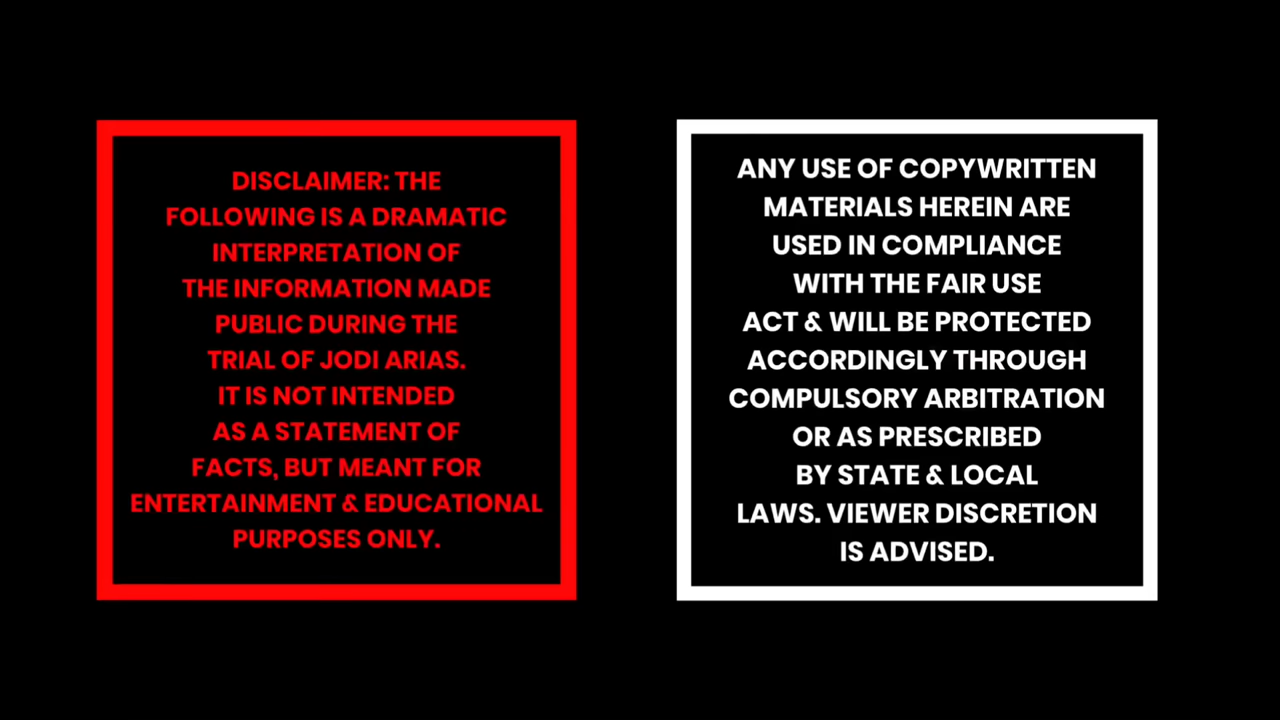 DISCLAIMER: THE
FOLLOWING IS A DRAMATIC
INTERPRETATION OF
THE INFORMATION MADE
PUBLIC DURING THE
TRIAL OF JODI ARIAS.
IT IS NOT INTENDED
AS A STATEMENT OF
FACTS, BUT MEANT FOR
ENTERTAINMENT & EDUCATIONAL
PURPOSES ONLY.
ANY USE OF COPYWRITTEN
MATERIALS HEREIN ARE
USED IN COMPLIANCE
WITH THE FAIR USE
ACT & WILL BE PROTECTED
ACCORDINGLY THROUGH
COMPULSORY ARBITRATION
OR AS PRESCRIBED
BY STATE & LOCAL
LAWS. VIEWER DISCRETION
IS ADVISED.